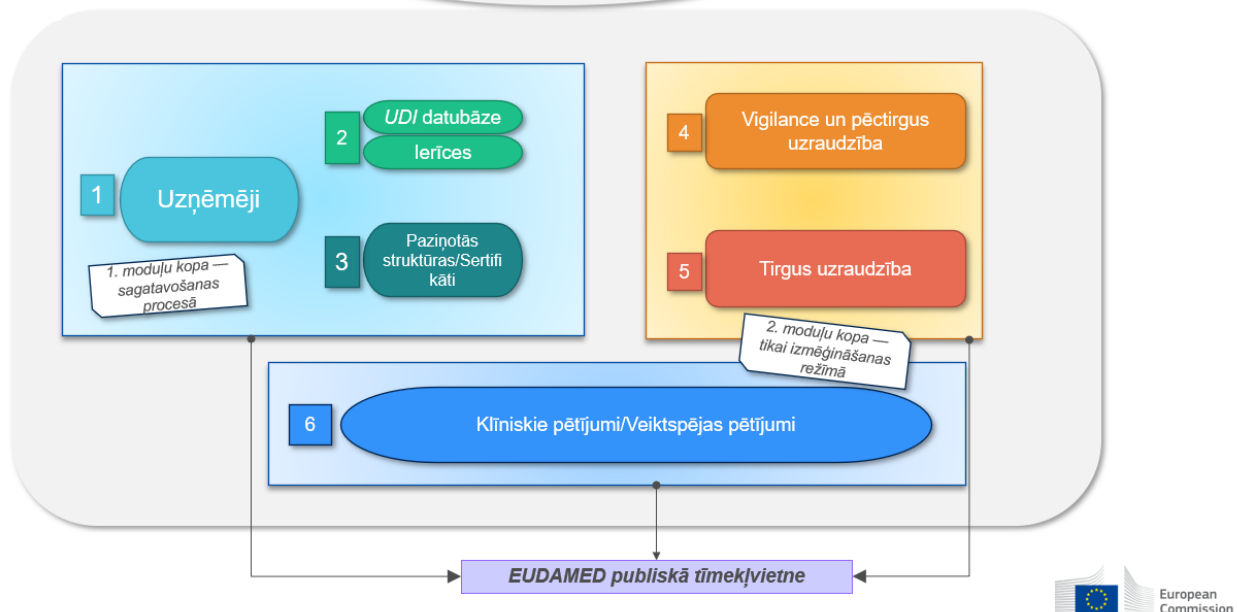 1
Uzņēmēji
1. moduļu kopa —
sagatavošanas
procesā
2
UDI datubāze
Ierīces
3
Paziņotās
struktūras/Sertifi
kāti
4
Vigilance un pēctirgus
uzraudzība
5
Tirgus uzraudzība
2. moduļu kopa —
tikai izmēģināšanas
režīmā
6
Klīniskie pētījumi/Veiktspējas pētījumi
EUDAMED publiskā tīmekļvietne
European
Commission